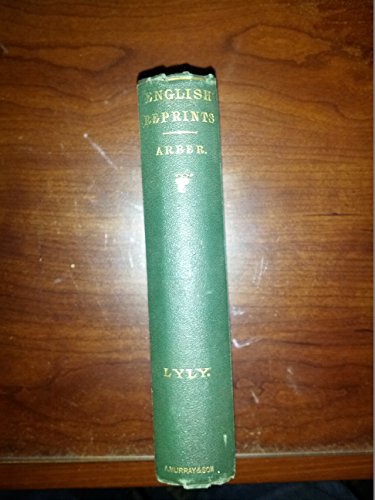 ENGLISH
REPRINTS
ARBER.
LYLY.
A.MURRAY&SON